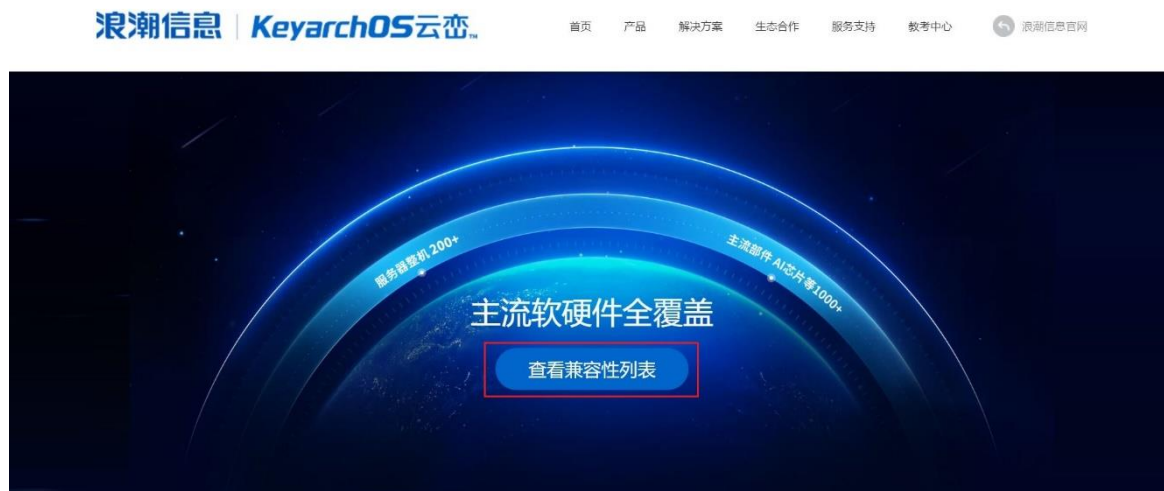 浪潮信息 | KeyarchOS云峦™
首页 产品 解决方案 生态合作 服务支持 教考中心 浪潮信息官网
服务器整机 200+
主流部件 AI芯片等1000+
主流软硬件全覆盖
查看兼容性列表